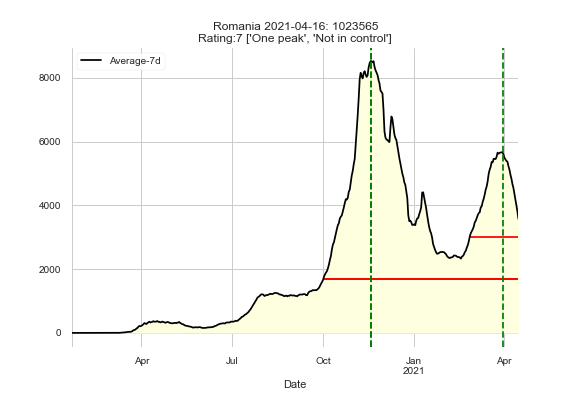 Romania 2021-04-16: 1023565
Rating:7 ['One peak', 'Not in control']
Average-7d
8000
6000
4000
2000
0
Apr
Jul
Oct
Jan
2021
Apr
Date